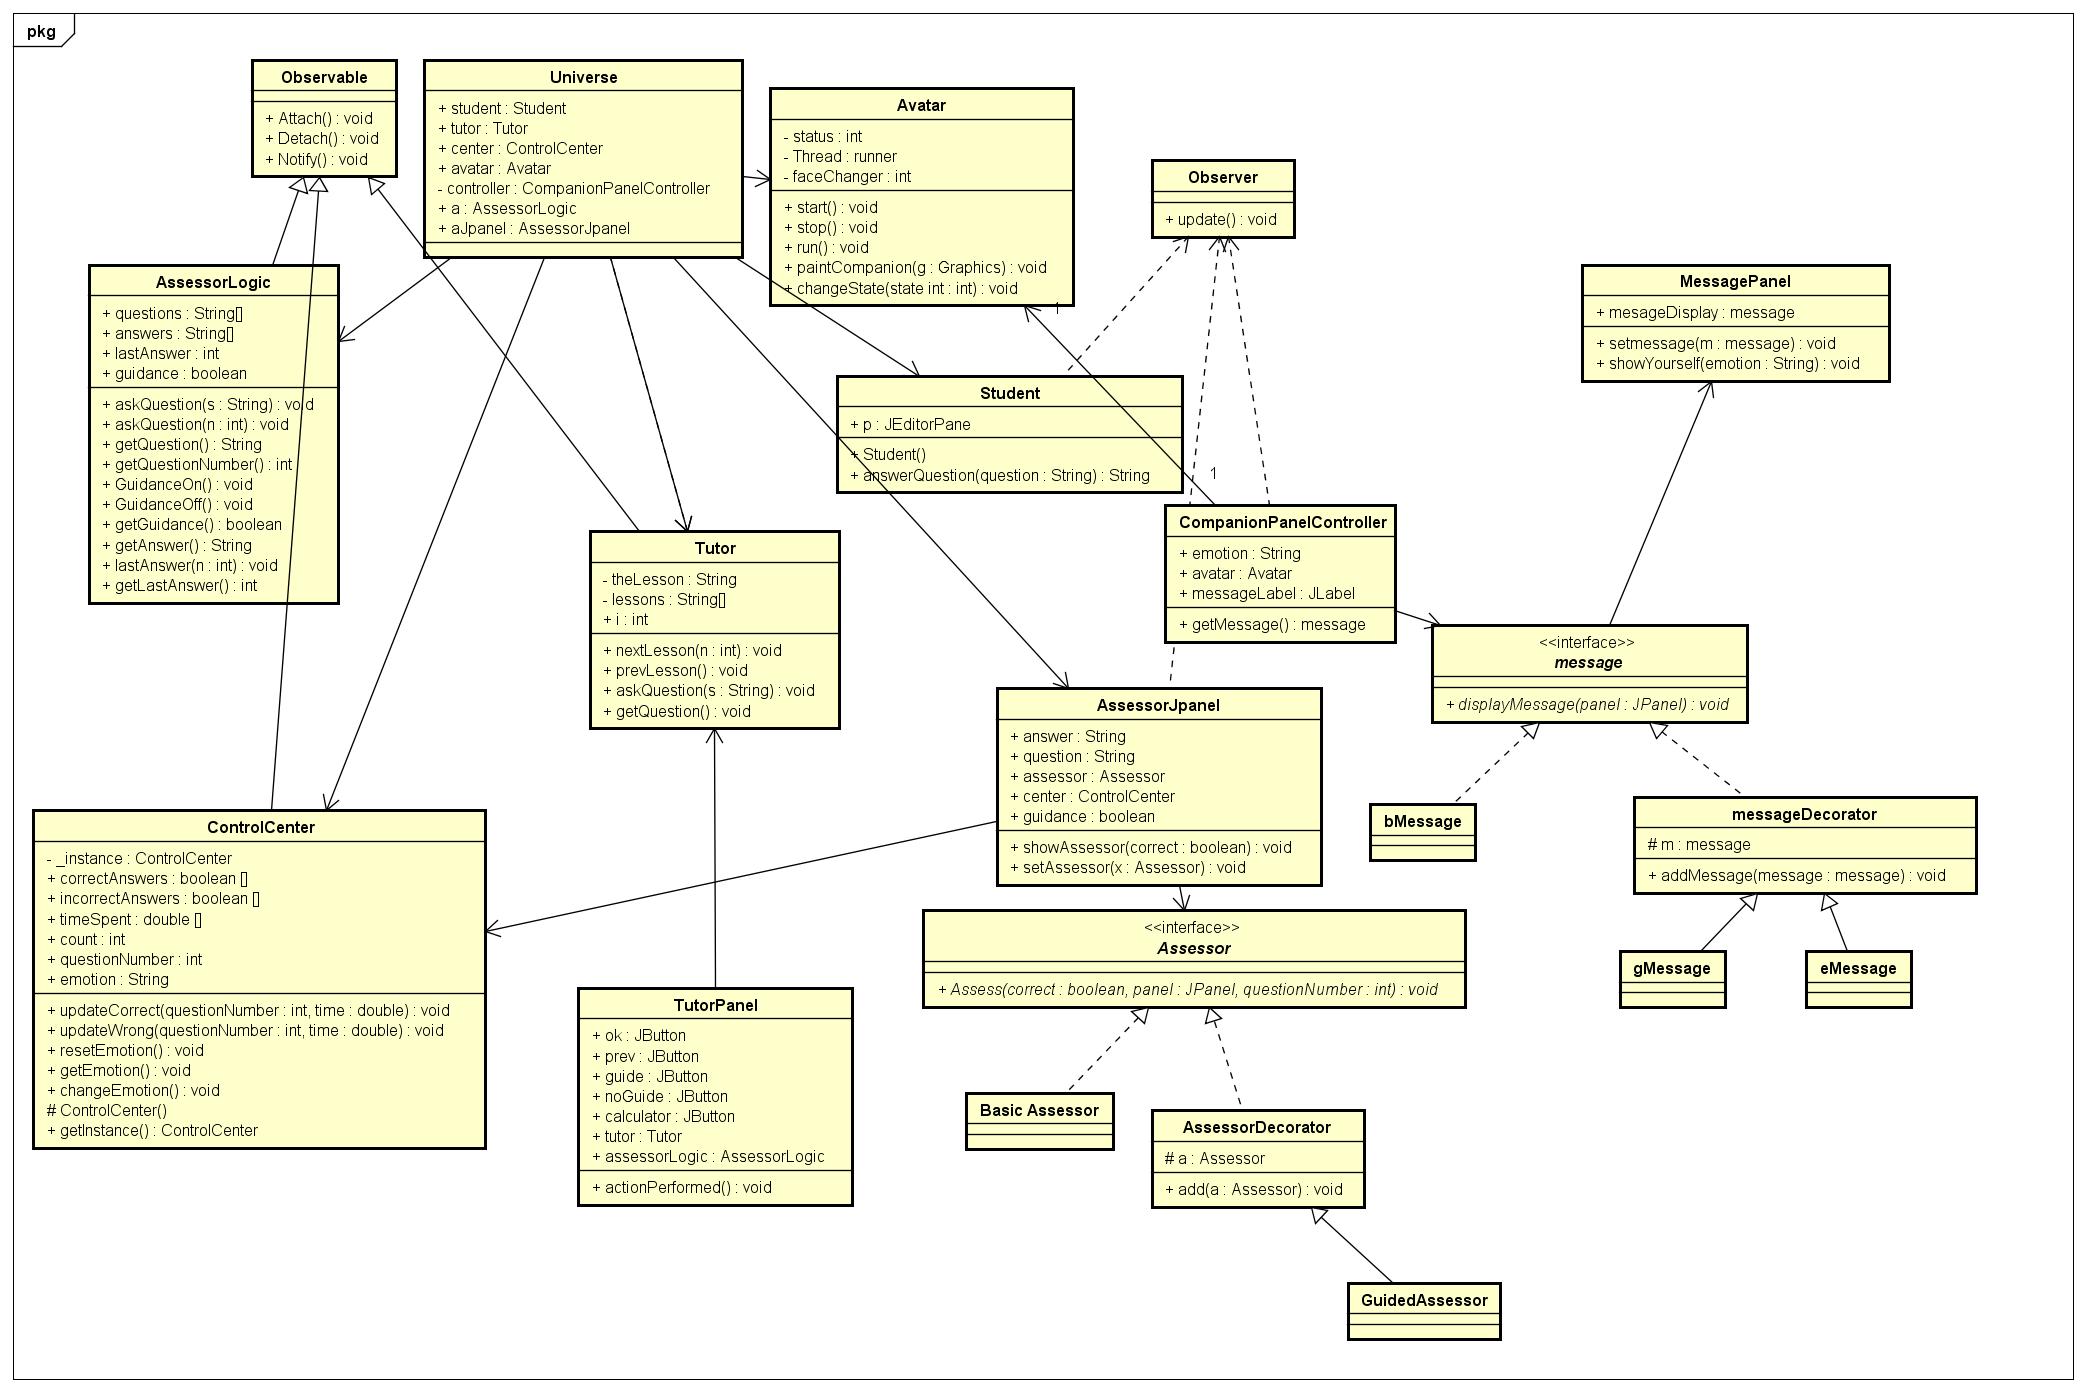 pkg
Observable
+ Attach() : void
+ Detach() : void
+ Notify() : void
Universe
+ student : Student
+ tutor : Tutor
+ center : ControlCenter
+ avatar : Avatar
- controller : CompanionPanelController
+ a : AssessorLogic
+ aJpanel : AssessorJpanel
Avatar
- status : int
- Thread : runner
- faceChanger : int
+ start() : void
+ stop() : void
+ run() : void
+ paintCompanion(g : Graphics) : void
+ changeState(state int : int) : void
1
Observer
+ update() : void
MessagePanel
+ mesageDisplay : message
+ setmessage(m : message) : void
+ showYourself(emotion : String) : void
AssessorLogic
+ questions : String[]
+ answers : String[]
+ lastAnswer : int
+ guidance : boolean
+ askQuestion(s : String) : void
+ askQuestion(n : int) : void
+ getQuestion() : String
+ getQuestionNumber() : int
+ GuidanceOn() : void
+ GuidanceOff() : void
+ getGuidance() : boolean
+ getAnswer() : String
+ lastAnswer(n : int) : void
+ getLastAnswer() : int
Student
+ p : JEditorPane
+ Student()
+ answerQuestion(question : String) : String
1
CompanionPanelController
+ emotion : String
+ avatar : Avatar
+ messageLabel : JLabel
+ getMessage() : message
Tutor
- theLesson : String
- lessons : String[]
+ i : int
+ nextLesson(n : int) : void
+ prevLesson() : void
+ askQuestion(s : String) : void
+ getQuestion() : void
<<interface>>
message
+ displayMessage(panel : JPanel) : void
AssessorJpanel
+ answer : String
+ question : String
+ assessor : Assessor
+ center : ControlCenter
+ guidance : boolean
+ showAssessor(correct : boolean) : void
+ setAssessor(x : Assessor) : void
bMessage
messageDecorator
# m : message
+ addMessage(message : message) : void
gMessage
eMessage
ControlCenter
- _instance : ControlCenter
+ correctAnswers : boolean []
+ incorrectAnswers : boolean []
+ timeSpent : double []
+ count : int
+ questionNumber : int
+ emotion : String
+ updateCorrect(questionNumber : int, time : double) : void
+ updateWrong(questionNumber : int, time : double) : void
+ resetEmotion() : void
+ getEmotion() : void
+ changeEmotion() : void
# ControlCenter()
+ getInstance() : ControlCenter
<<interface>>
Assessor
+ Assess(correct : boolean, panel : JPanel, questionNumber : int) : void
TutorPanel
+ ok : JButton
+ prev : JButton
+ guide : JButton
+ noGuide : JButton
+ calculator : JButton
+ tutor : Tutor
+ assessorLogic : AssessorLogic
+ actionPerformed() : void
Basic Assessor
AssessorDecorator
# a : Assessor
+ add(a : Assessor) : void
GuidedAssessor